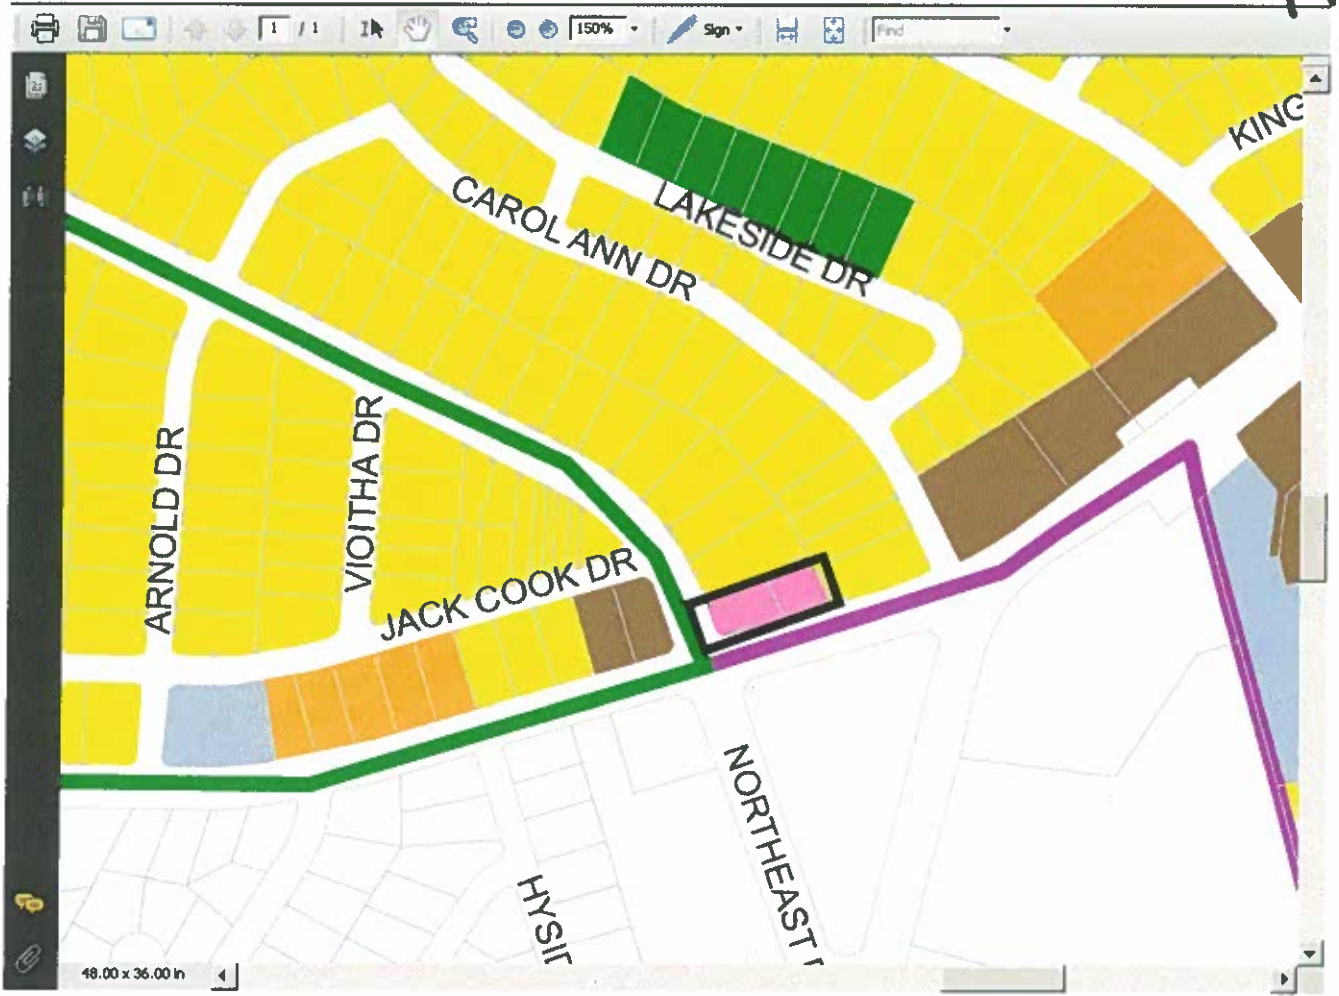 1 / 1
150%
Sign
Find
KING
LAKESIDE DR
CAROL ANN DR
ARNOLD DR
VIOITHA DR
JACK COOK DR
NORTHEAST
HYSI
48.00 x 36.00 in